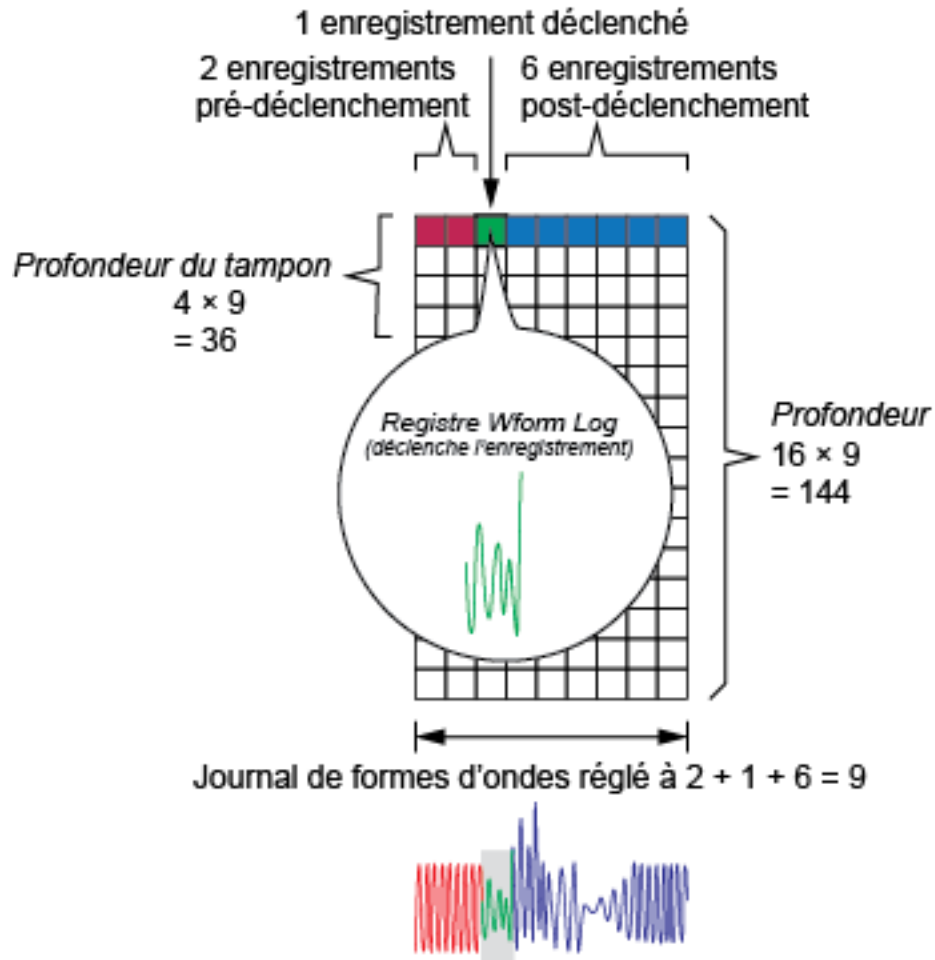 1 enregistrement déclenché
2 enregistrements
pré-déclenchement
6 enregistrements
post-déclenchement
Profondeur du tampon
4 × 9
= 36
Registre Wform Log
(déclenche l'enregistrement)
Profondeur
16 × 9
= 144
Journal de formes d'ondes réglé à 2 + 1 + 6 = 9